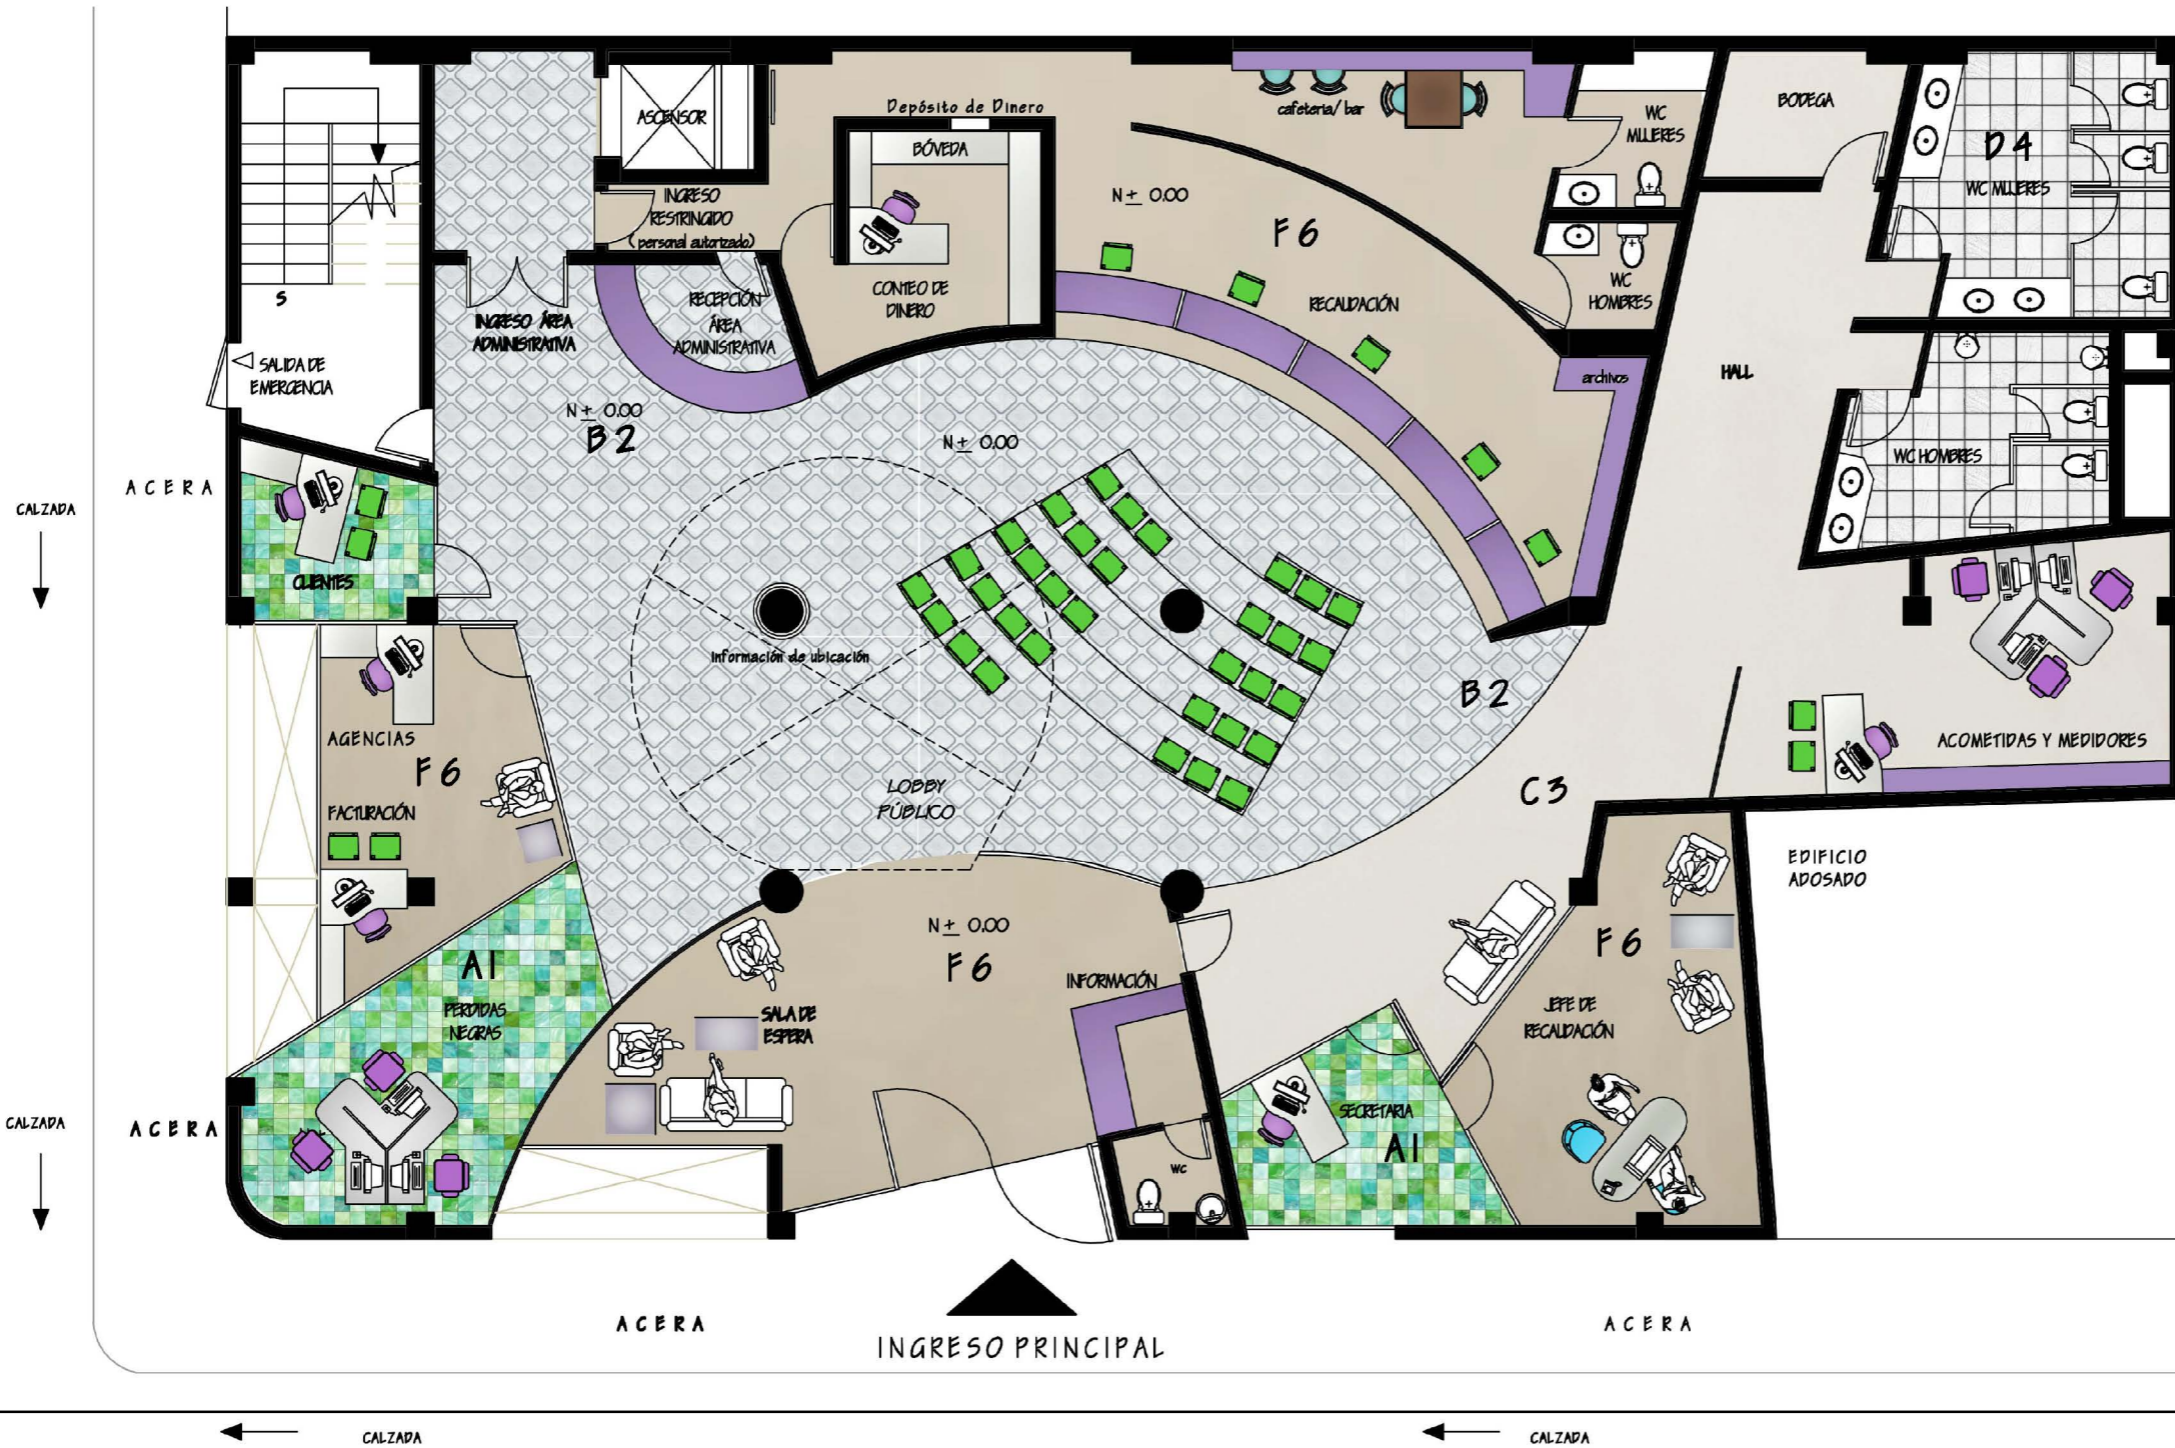 ASCENSOR
Depósito de Dinero
BÓVEDA
cafeteria/ bar
WC
MUJERES
BODEGA
D4
WC MUJERES
INGRESO
RESTRINGIDO
( personal autorizado)
N ± 0.00
F6
WC
HOMBRES
S
INGRESO ÁREA
ADMINISTRATIVA
RECEPCIÓN
ÁREA
ADMINISTRATIVA
CONTEO DE
DINERO
RECAUDACIÓN
SALIDA DE
EMERGENCIA
archivos
HALL
N ± 0.00
B2
N ± 0.00
WC HOMBRES
ACERA
CALZADA
CLIENTES
Información de ubicación
B2
AGENCIAS
F6
FACTURACIÓN
LOBBY
PÚBLICO
ACOMETIDAS Y MEDIDORES
C3
EDIFICIO
ADOSADO
N ± 0.00
F6
A1
PERDIDAS
NEGRAS
INFORMACIÓN
SALA DE
ESPERA
F6
JEFE DE
RECAUDACIÓN
SECRETARIA
A1
WC
CALZADA
ACERA
ACERA
INGRESO PRINCIPAL
ACERA
CALZADA
CALZADA